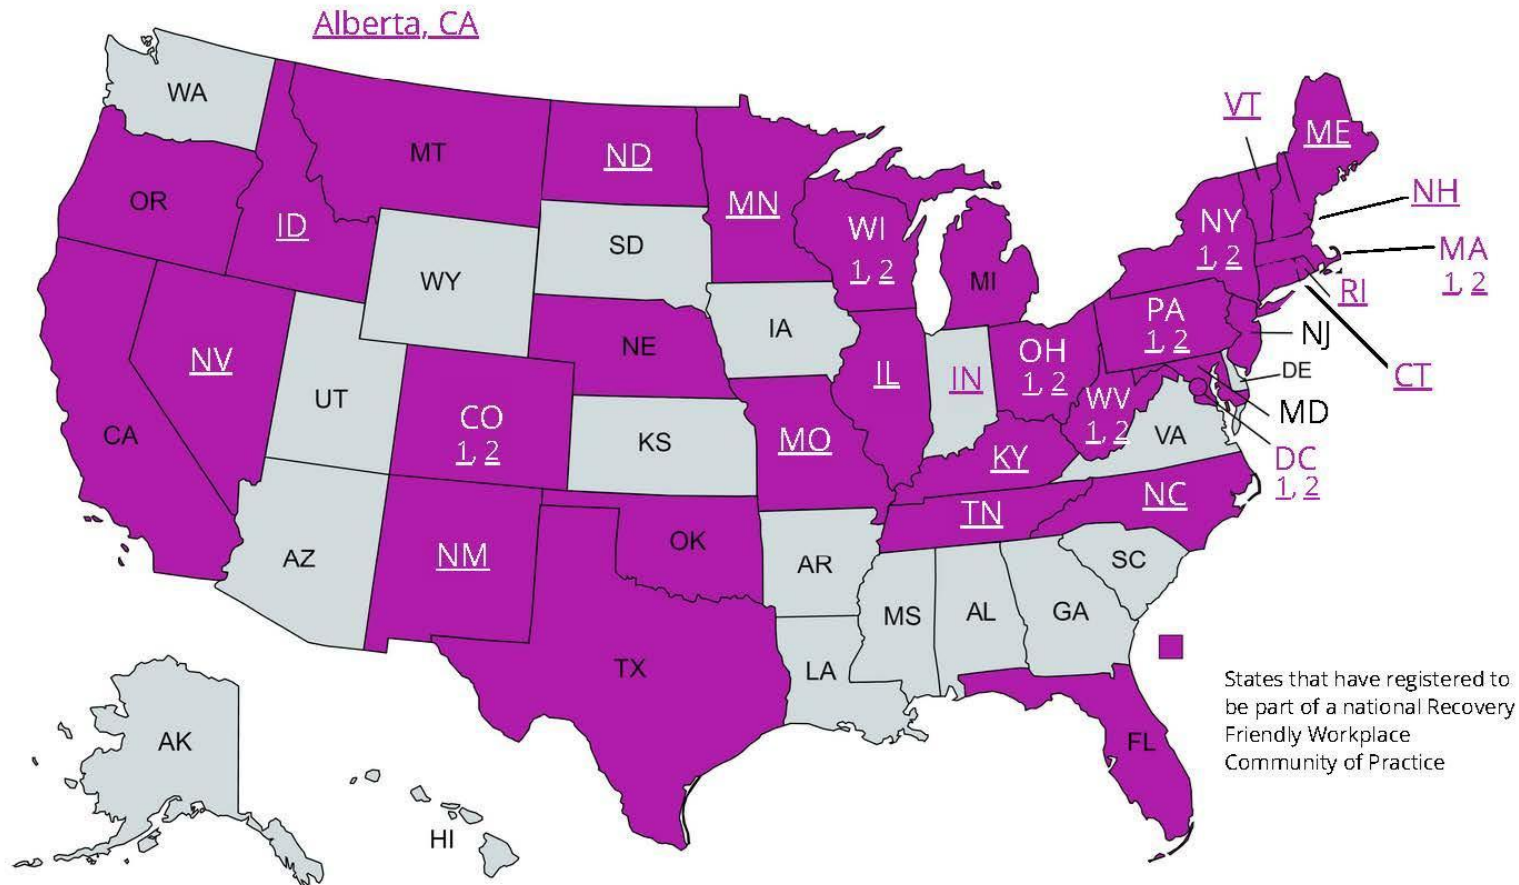 Alberta, CA
WA
MT
ND
MN
VT
ME
OR
ID
WY
SD
WI
1, 2
MI
NY
1, 2
NH
MA
1, 2
RI
CT
NV
UT
NE
IA
IL
IN
OH
1, 2
PA
1, 2
NJ
DE
MD
DC
1, 2
CA
CO
1, 2
KS
MO
KY
WV
1, 2
VA
AZ
NM
OK
AR
TN
NC
SC
TX
LA
MS
AL
GA
FL
AK
HI
States that have registered to
be part of a national Recovery
Friendly Workplace
Community of Practice